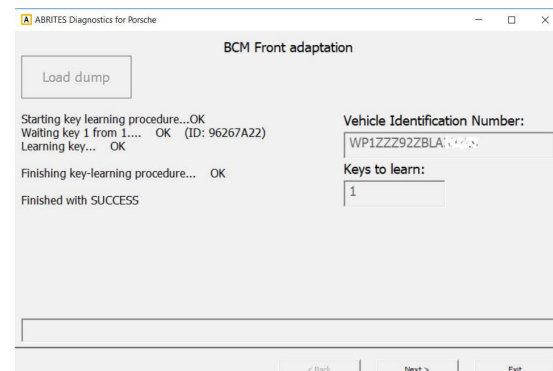 ABRITES Diagnostics for Porsche
BCM Front adaptation
Load dump
Starting key learning procedure...OK
Waiting key 1 from 1.... OK (ID: 96267A22)
Learning key... OK
Finishing key-learning procedure... OK
Finished with SUCCESS
Vehicle Identification Number:
WP1ZZZ92ZBLA
Keys to learn:
1
< Back
Next >
Exit